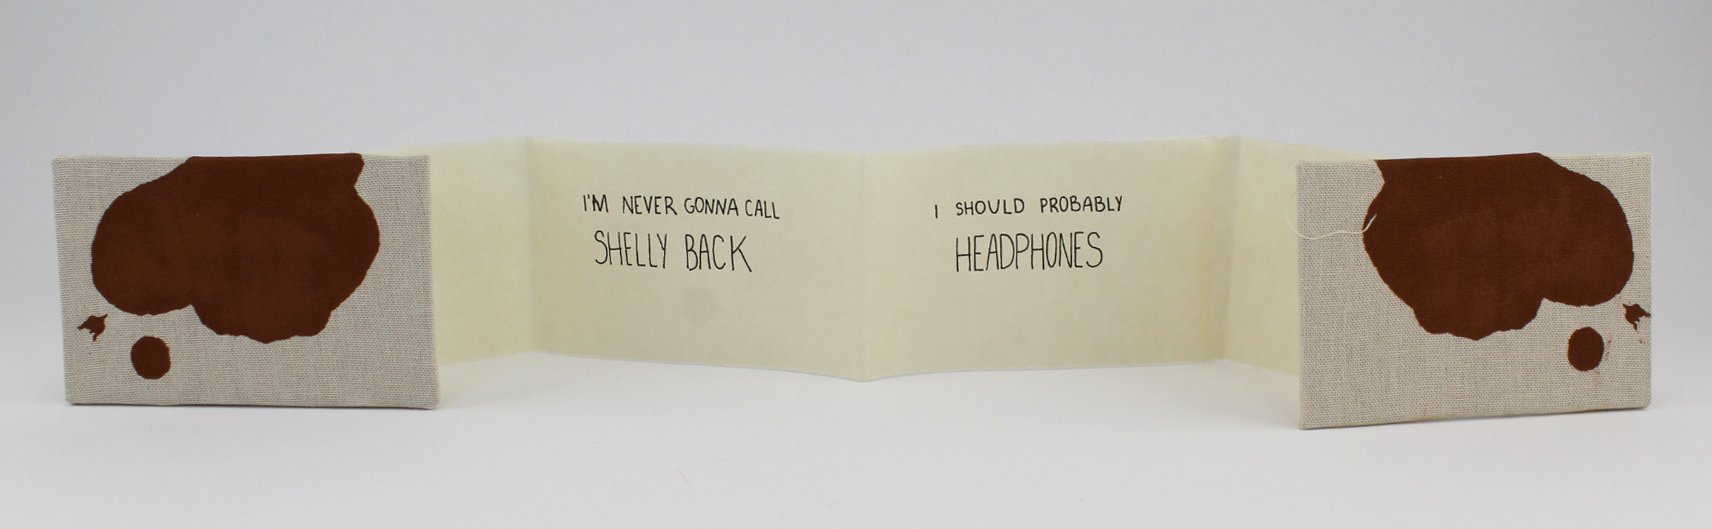 I'M NEVER GONNA CALL
SHELLY BACK
I SHOULD PROBABLY
HEADPHONES